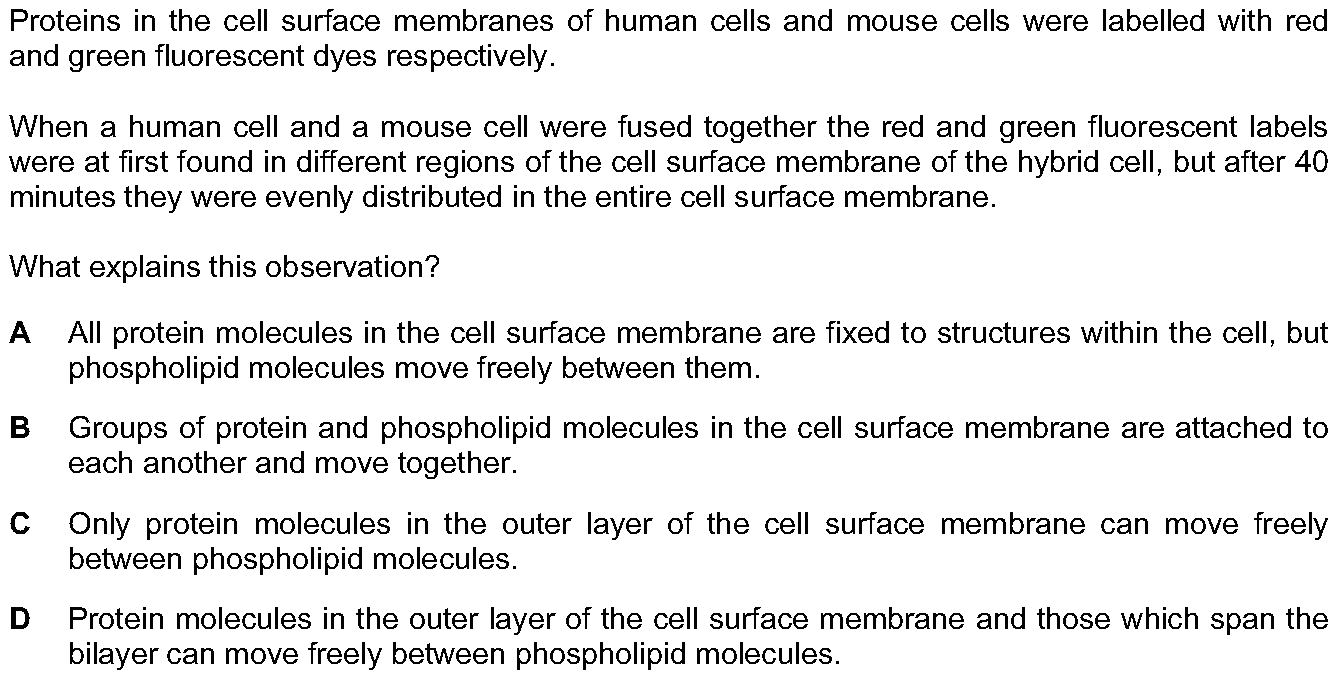 Proteins in the cell surface membranes of human cells and mouse cells were labelled with red
and green fluorescent dyes respectively.
When a human cell and a mouse cell were fused together the red and green fluorescent labels
were at first found in different regions of the cell surface membrane of the hybrid cell, but after 40
minutes they were evenly distributed in the entire cell surface membrane.
What explains this observation?
A All protein molecules in the cell surface membrane are fixed to structures within the cell, but
phospholipid molecules move freely between them.
B Groups of protein and phospholipid molecules in the cell surface membrane are attached to
each another and move together.
C Only protein molecules in the outer layer of the cell surface membrane can move freely
between phospholipid molecules.
D Protein molecules in the outer layer of the cell surface membrane and those which span the
bilayer can move freely between phospholipid molecules.